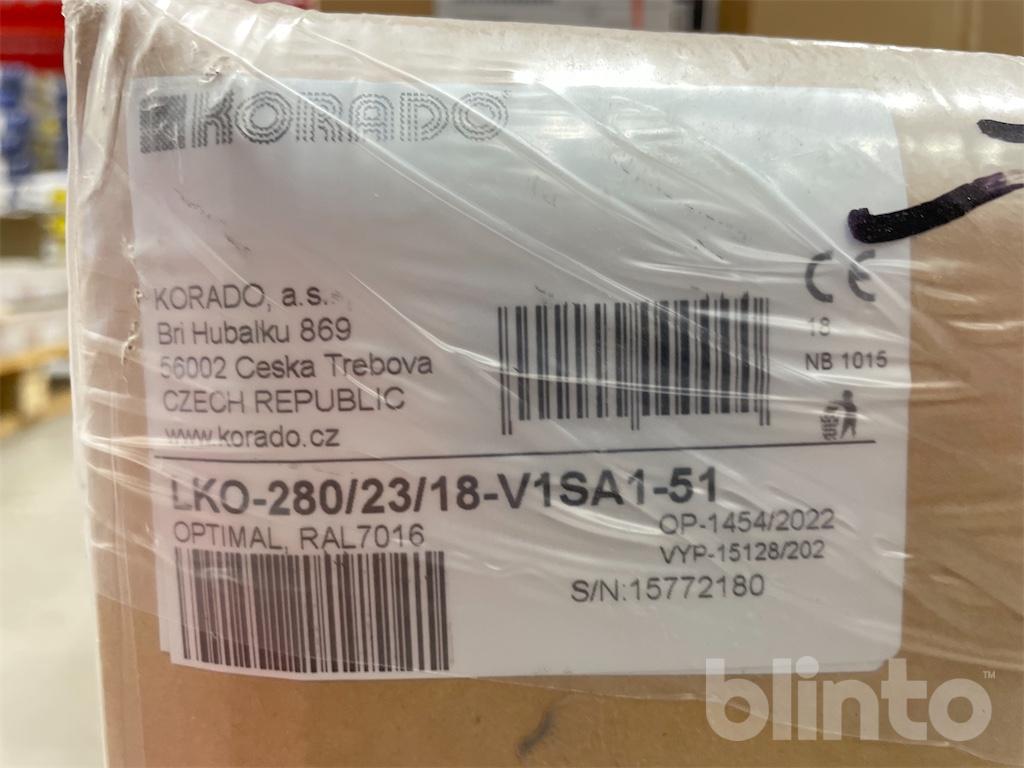 KORADO
KORADO, a.s.
Bri Hubalku 869
56002 Ceska Trebova
CZECH REPUBLIC
www.korado.cz
CE
18
NB 1015
LKO-280/23/18-V1SA1-51
OPTIMAL, RAL7016
OP-1454/2022
VYP-15128/202
S/N:15772180
blinto™